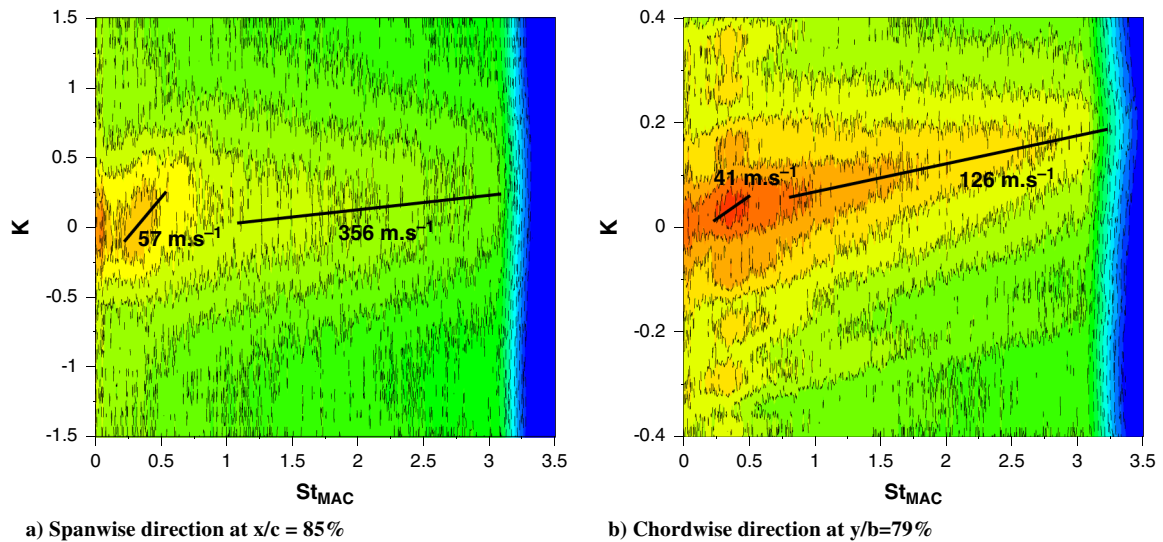 1.5
1
0.5
0
-0.5
-1
-1.5
K
57 m.s⁻¹
356 m.s⁻¹
0 0.5 1 1.5 2 2.5 3 3.5
St_MAC
a) Spanwise direction at x/c = 85%
0.4
0.2
0
-0.2
-0.4
K
41 m.s⁻¹
126 m.s⁻¹
0 0.5 1 1.5 2 2.5 3 3.5
St_MAC
b) Chordwise direction at y/b=79%